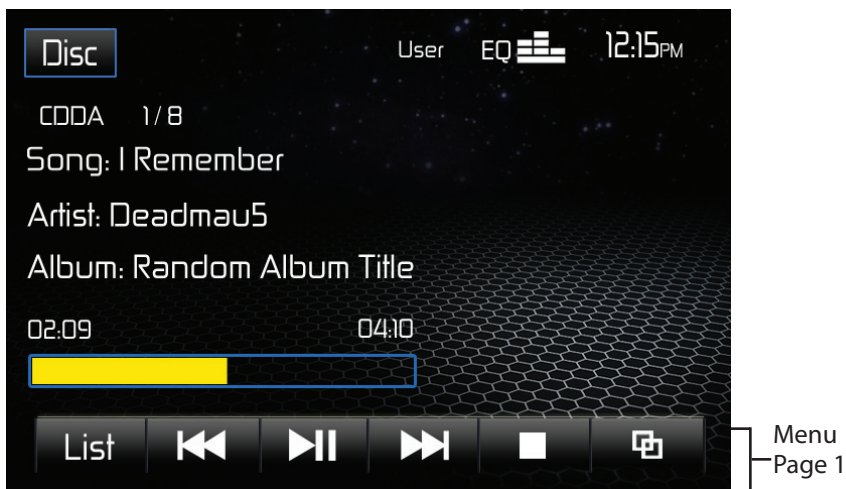 Disc User EQ 12:15PM
CDDA 1/8
Song: I Remember
Artist: Deadmau5
Album: Random Album Title
02:09 04:10
List
Menu
Page 1